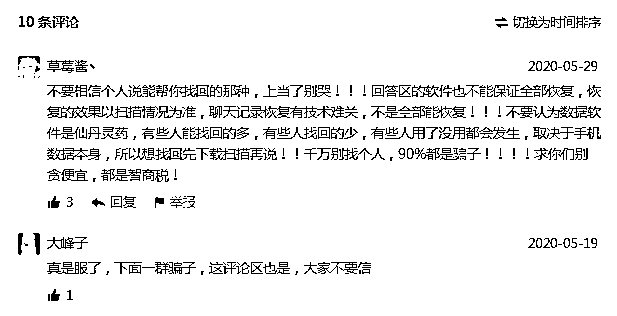 10 条评论
切换为时间排序
草莓酱丶
2020-05-29
不要相信个人说能帮你找回的那种，上当了别哭！！！回答区的软件也不能保证全部恢复，恢
复的效果以扫描情况为准，聊天记录恢复有技术难关，不是全部能恢复！！！不要认为数据软
件是仙丹灵药，有些人能找回的多，有些人找回的少，有些人用了没用都会发生，取决于手机
数据本身，所以想找回先下载扫描再说！！千万别找个人，90%都是骗子！！！！求你们别
贪便宜，都是智商税！
3 回复 举报
大峰子
2020-05-19
真是服了，下面一群骗子，这评论区也是，大家不要信
1